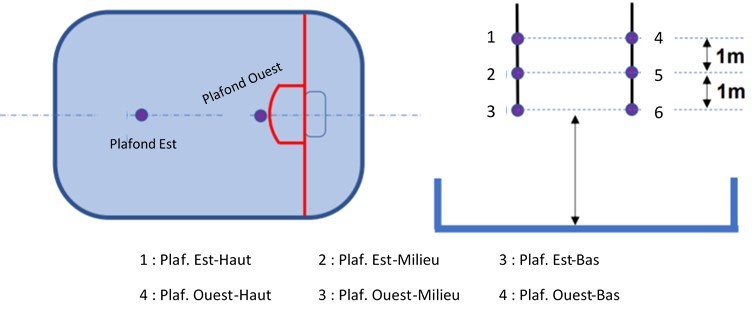 Plafond Ouest
Plafond Est
1 4
1m
2 5
1m
3 6
1 : Plaf. Est-Haut 2 : Plaf. Est-Milieu 3 : Plaf. Est-Bas
4 : Plaf. Ouest-Haut 3 : Plaf. Ouest-Milieu 4 : Plaf. Ouest-Bas